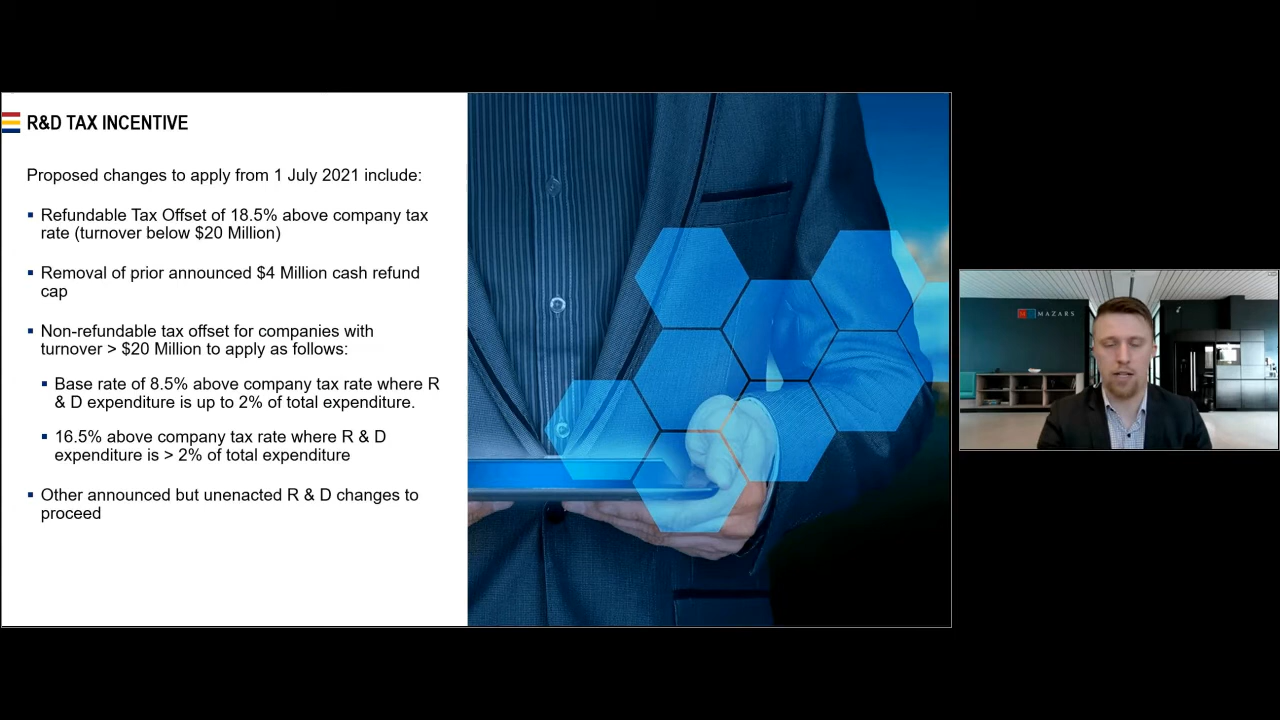 R&D TAX INCENTIVE
Proposed changes to apply from 1 July 2021 include:
▪ Refundable Tax Offset of 18.5% above company tax
rate (turnover below $20 Million)
▪ Removal of prior announced $4 Million cash refund
cap
▪ Non-refundable tax offset for companies with
turnover > $20 Million to apply as follows:
▪ Base rate of 8.5% above company tax rate where R
& D expenditure is up to 2% of total expenditure.
▪ 16.5% above company tax rate where R & D
expenditure is > 2% of total expenditure
▪ Other announced but unenacted R & D changes to
proceed
MAZARS